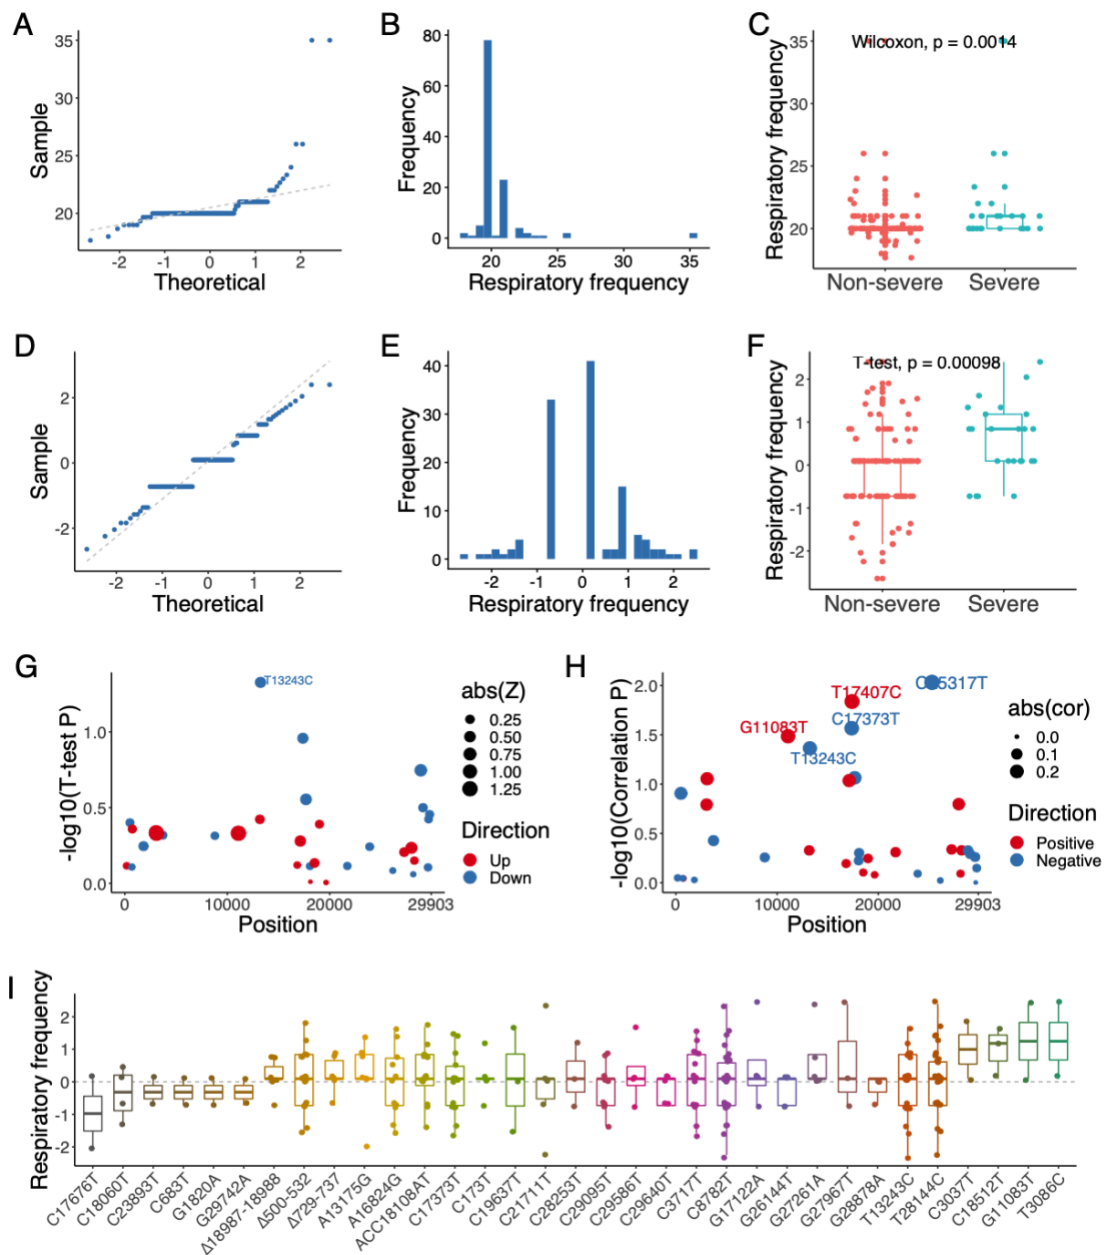 A
Sample
35
30
25
20
-2
-1
0
1
2
Theoretical
B
Frequency
80
60
40
20
0
20
25
30
35
Respiratory frequency
C
Respiratory frequency
35
30
25
20
Wilcoxon, p = 0.0014
Non-severe
Severe
D
Sample
2
0
-2
-2
-1
0
1
2
Theoretical
E
Frequency
40
30
20
10
0
-2
-1
0
1
2
Respiratory frequency
F
Respiratory frequency
2
1
0
-1
-2
T-test, p = 0.00098
Non-severe
Severe
G
-log10(T-test P)
1.0
0.5
0.0
T13243C
0
10000
20000
29903
Position
abs(Z)
0.25
0.50
0.75
1.00
1.25
Direction
Up
Down
H
-log10(Correlation P)
2.0
1.5
1.0
0.5
0.0
T17407C
G11083T
C17373T
T13243C
0
10000
20000
29903
Position
abs(cor)
0.0
0.1
0.2
Direction
Positive
Negative
I
Respiratory frequency
2
1
0
-1
-2
C17676T
C18060T
C23893T
C683T
G1820A
G29742A
Δ18987-18988
Δ500-532
Δ729-737
A13175G
A16824G
ACC18108AT
C17373T
C173T
C19637T
C21711T
C28253T
C29095T
C29586T
C29640T
C3717T
C8782T
G17122A
G26144T
G27261A
G27967T
G28878A
T13243C
T28144C
C3037T
C18512T
G11083T
T3086C